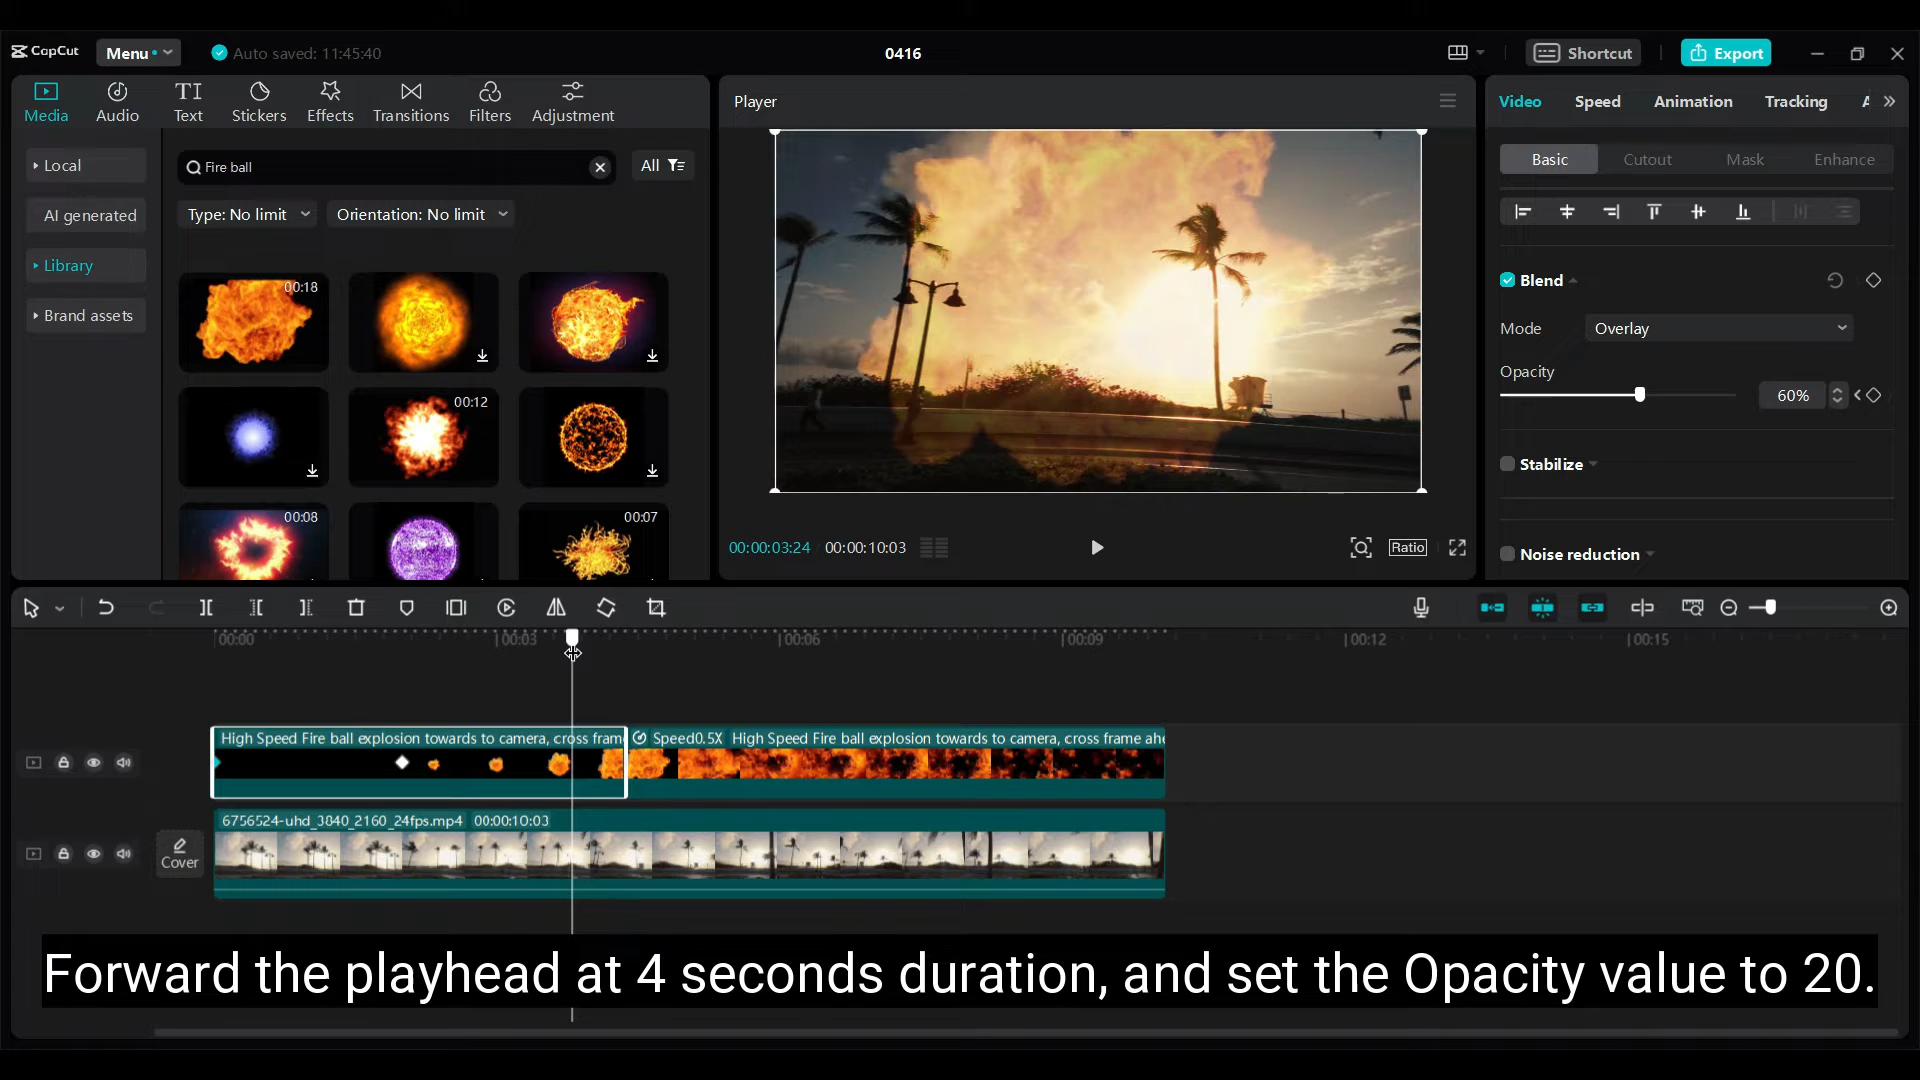 CapCut
Menu
Auto saved: 11:45:40
0416
Shortcut
Export
Media
Audio
TI
Text
Stickers
Effects
Transitions
Filters
Adjustment
Player
Video
Speed
Animation
Tracking
Local
AI generated
Library
Brand assets
Fire ball
All
Type: No limit
Orientation: No limit
00:18
00:12
00:08
00:07
Basic
Cutout
Mask
Enhance
Blend
Mode
Overlay
Opacity
60%
Stabilize
Noise reduction
00:00:03:24
00:00:10:03
Ratio
00:00
00:03
00:06
00:09
00:12
00:15
High Speed Fire ball explosion towards to camera, cross fram
Speed0.5X High Speed Fire ball explosion towards to camera, cross frame ahe
Cover
6756524-uhd_3840_2160_24fps.mp4 00:00:10:03
Forward the playhead at 4 seconds duration, and set the Opacity value to 20.